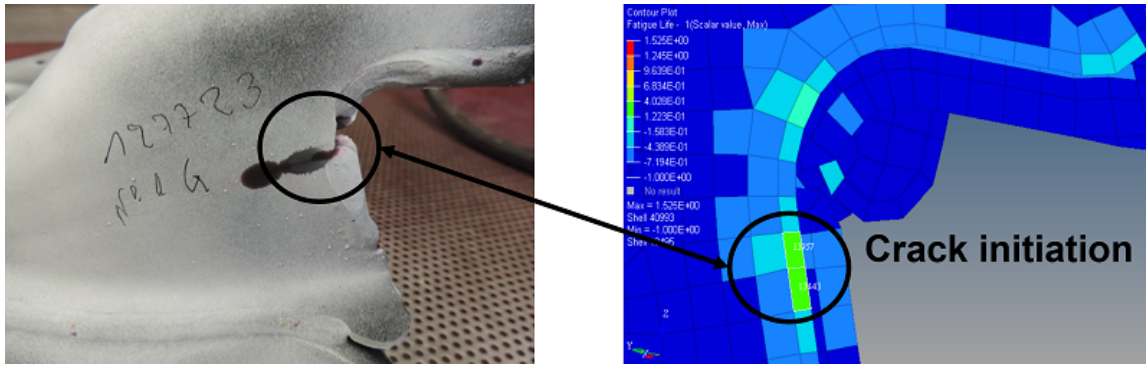 127723
Contour Plot
Fatigue Life - 1(Scalar value, Max)
1.525E+00
1.245E+00
9.639E-01
6.834E-01
4.028E-01
1.223E-01
-1.583E-01
-4.389E-01
-7.194E-01
-1.000E+00
No result
Max = 1.525E+00
Shell 40993
Min = -1.000E+00
Crack initiation
Z
Y
X